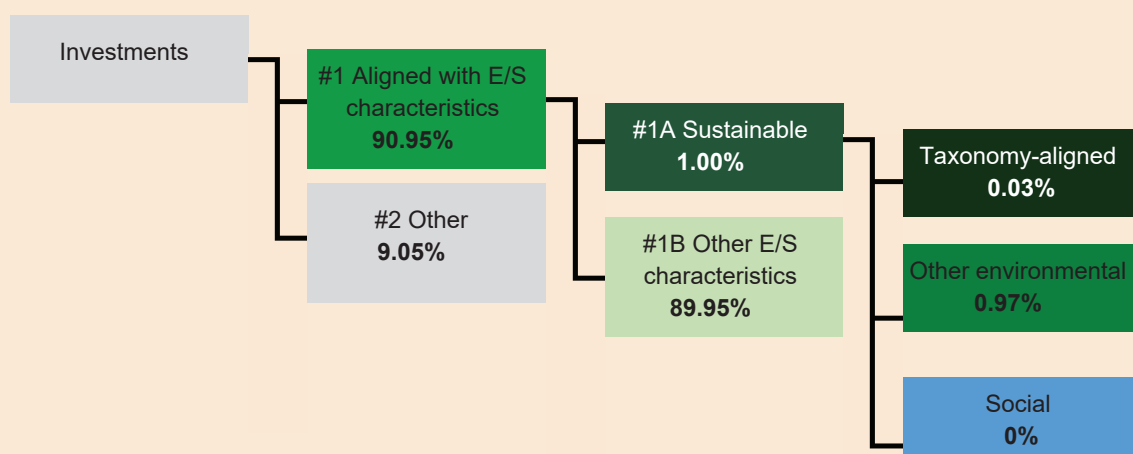 Investments
#1 Aligned with E/S
characteristics
90.95%
#2 Other
9.05%
#1A Sustainable
1.00%
#1B Other E/S
characteristics
89.95%
Taxonomy-aligned
0.03%
Other environmental
0.97%
Social
0%